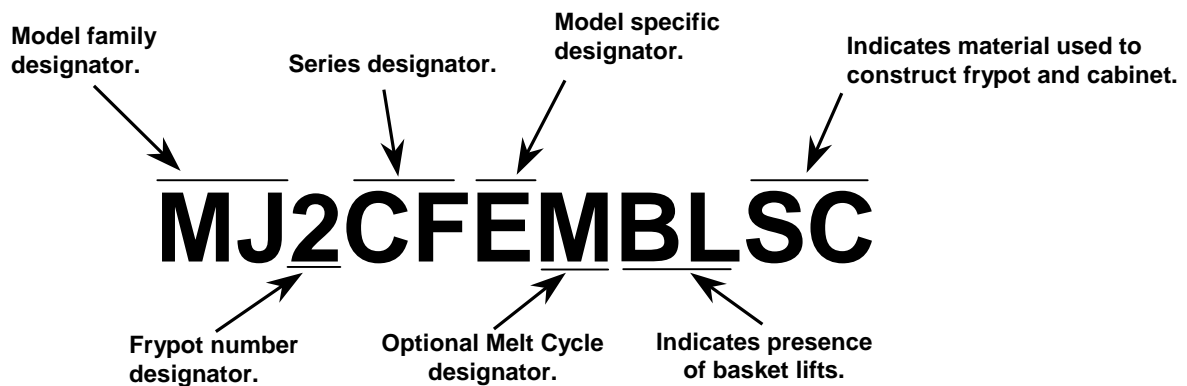 Model family
designator.
Series designator.
Model specific
designator.
Indicates material used to
construct frypot and cabinet.
MJ2CFEMBLSC
Frypot number
designator.
Optional Melt Cycle
designator.
Indicates presence
of basket lifts.